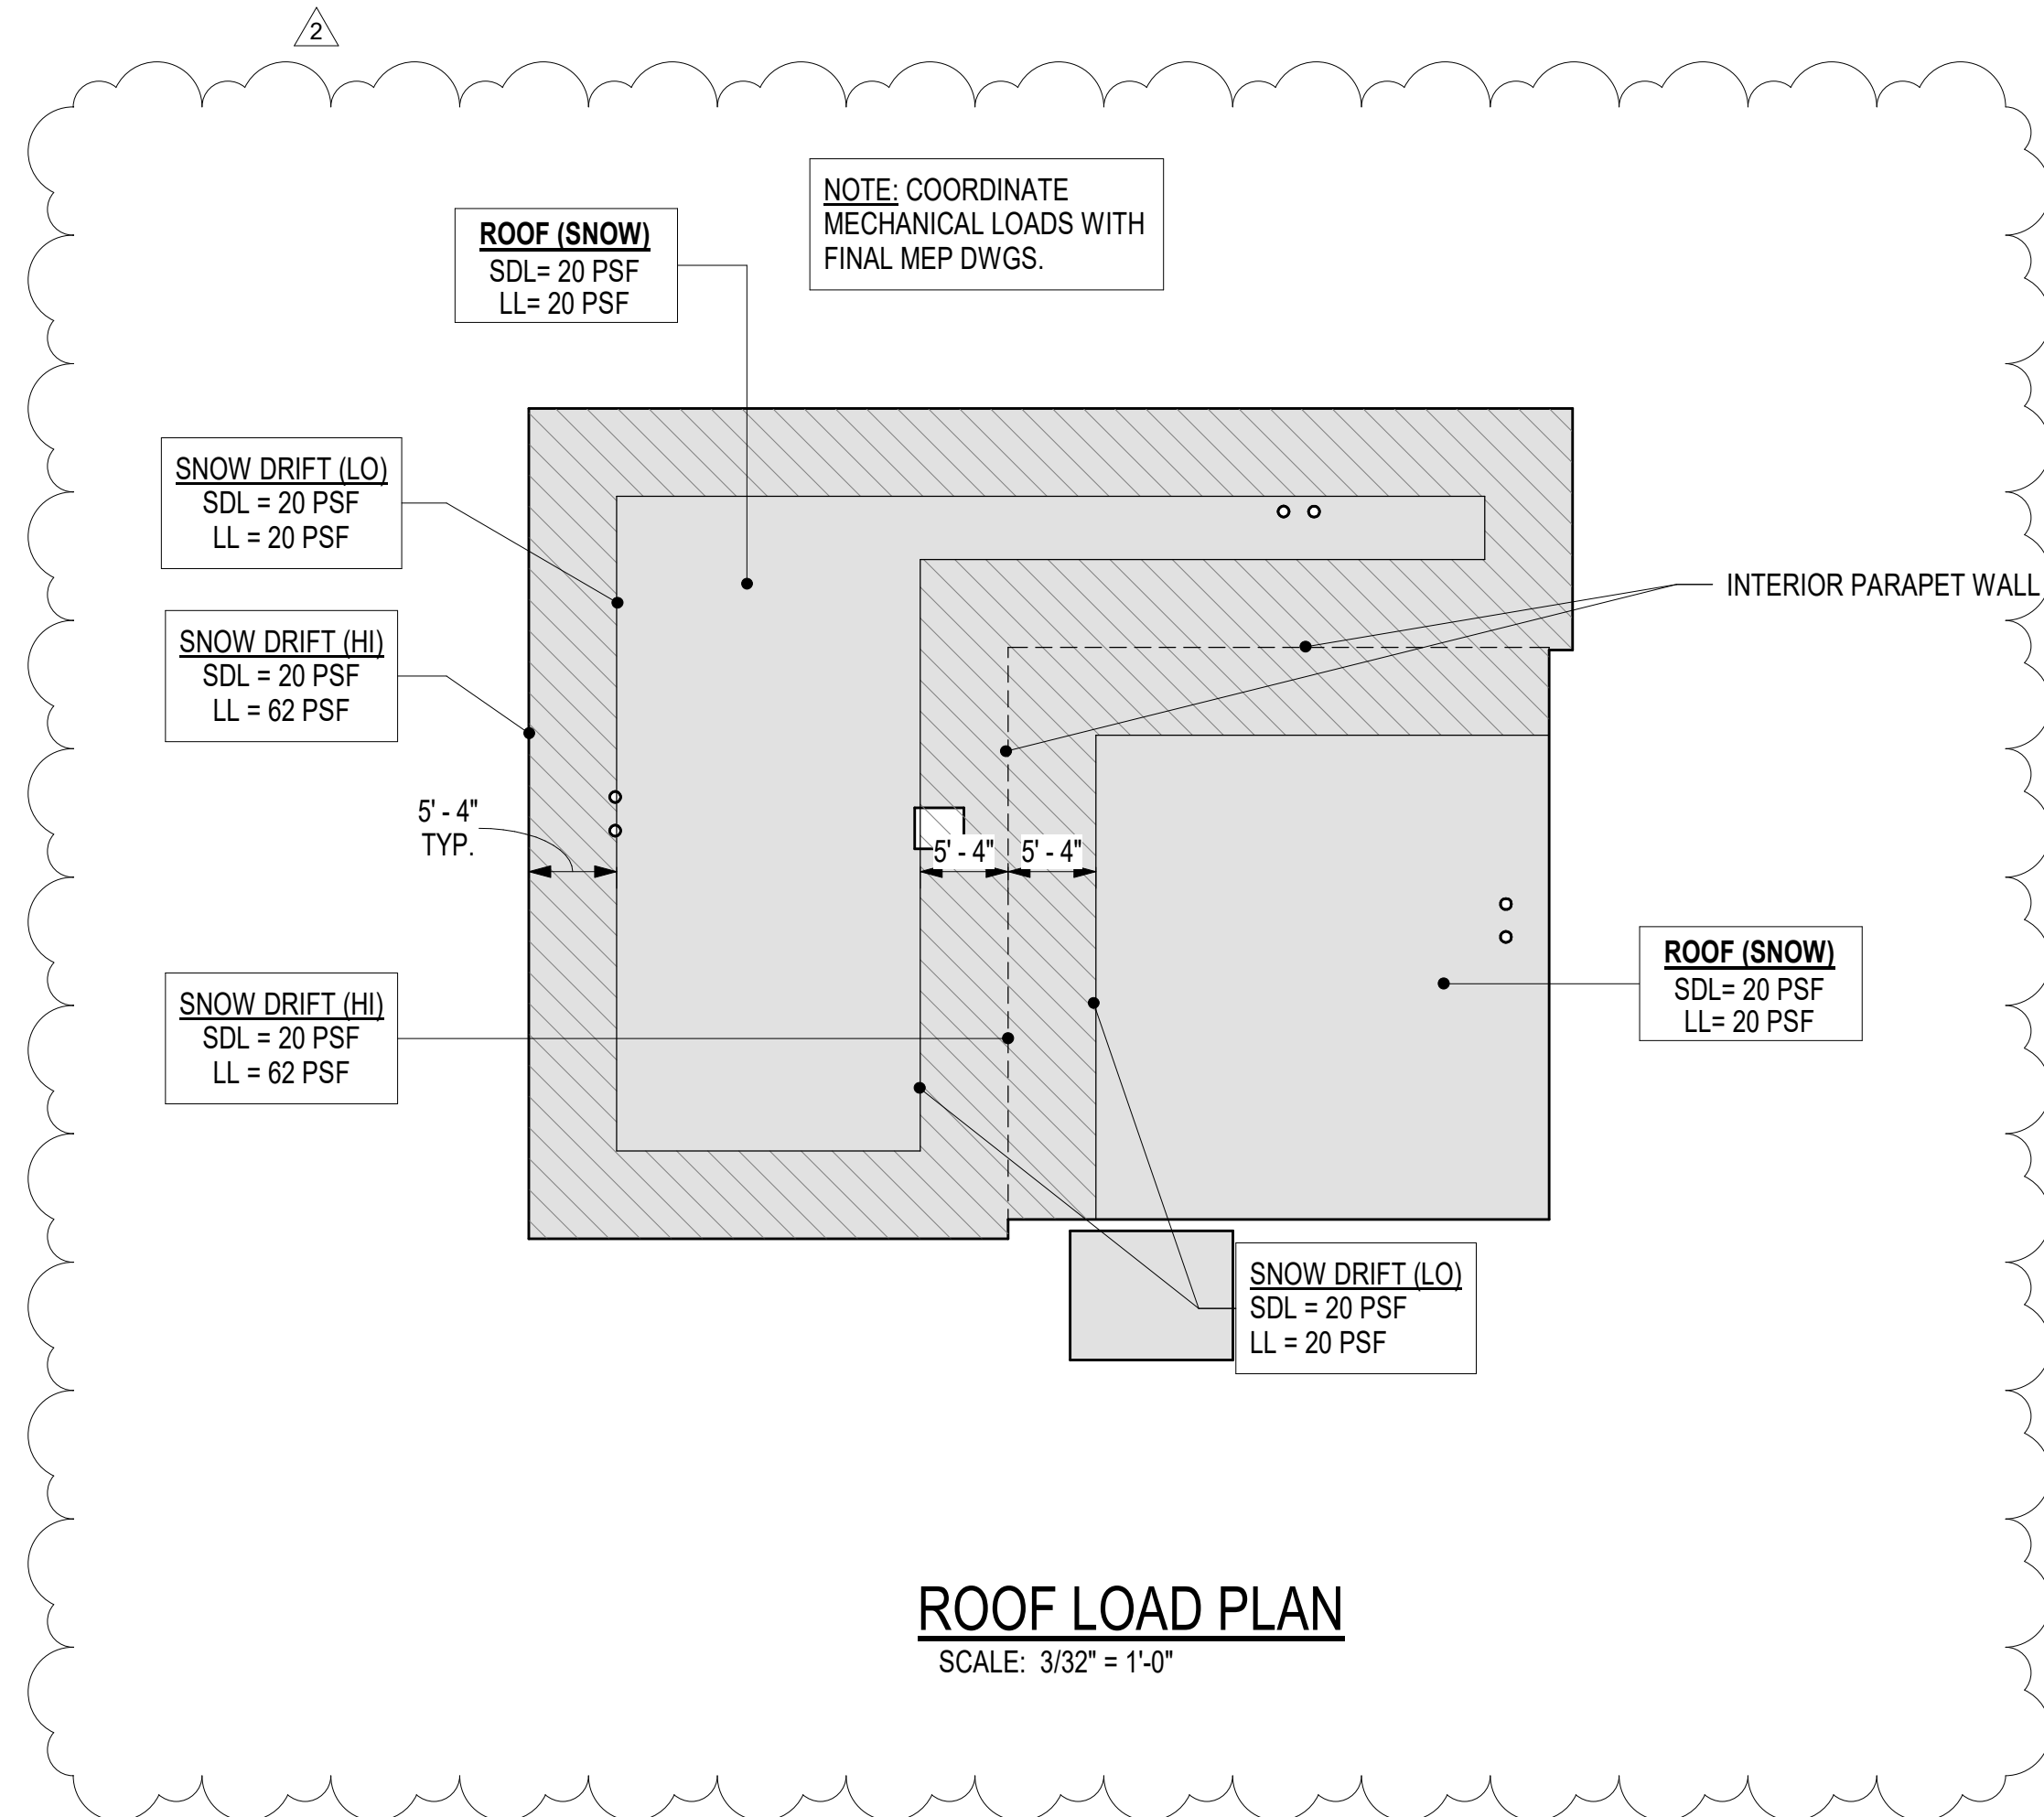 2
NOTE: COORDINATE
MECHANICAL LOADS WITH
FINAL MEP DWGS.
ROOF (SNOW)
SDL= 20 PSF
LL= 20 PSF
SNOW DRIFT (LO)
SDL = 20 PSF
LL = 20 PSF
INTERIOR PARAPET WALL
SNOW DRIFT (HI)
SDL = 20 PSF
LL = 62 PSF
5' - 4"
TYP.
5' - 4"
5' - 4"
ROOF (SNOW)
SDL= 20 PSF
LL= 20 PSF
SNOW DRIFT (HI)
SDL = 20 PSF
LL = 62 PSF
SNOW DRIFT (LO)
SDL = 20 PSF
LL = 20 PSF
ROOF LOAD PLAN
SCALE: 3/32" = 1'-0"